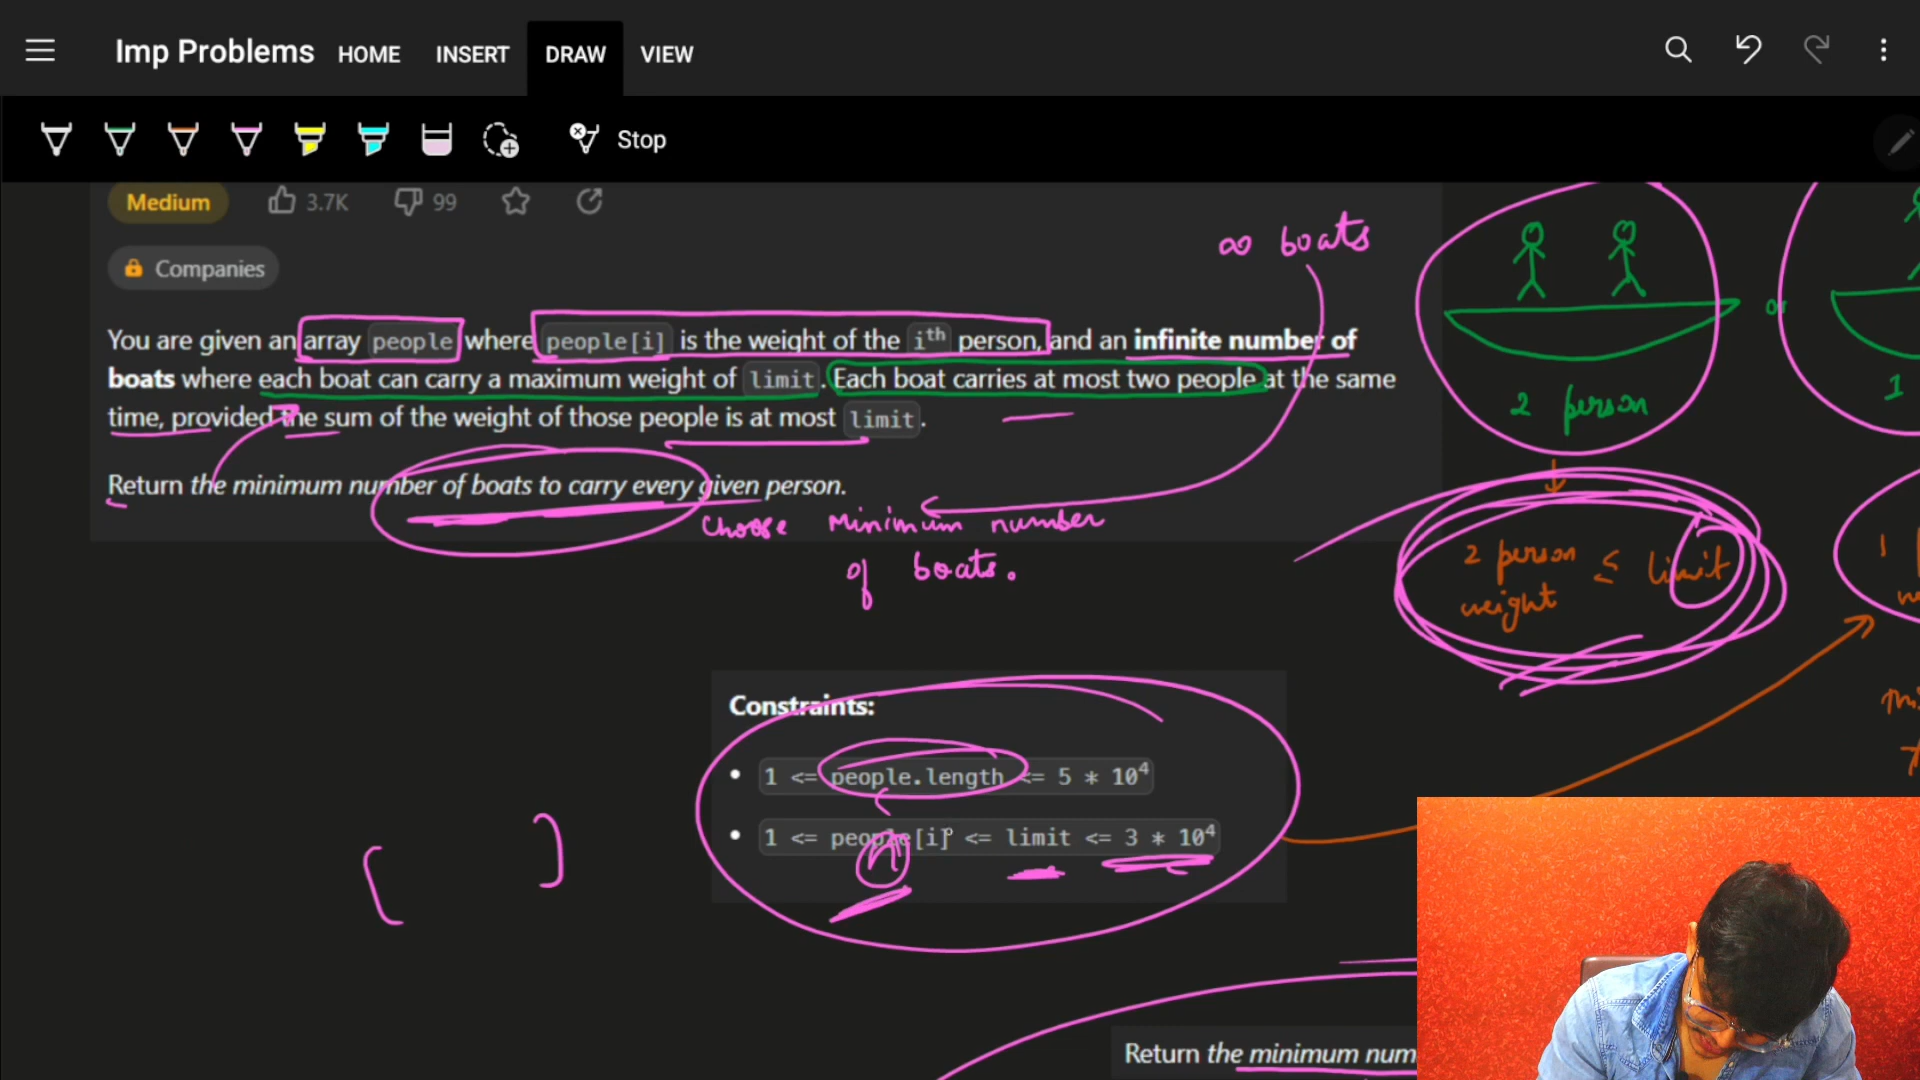 Imp Problems HOME INSERT DRAW VIEW
Stop
Medium 3.7K 99
Companies
∞ boats
You are given an array people where people[i] is the weight of the ith person, and an infinite number of
boats where each boat can carry a maximum weight of limit. Each boat carries at most two people at the same
time, provided the sum of the weight of those people is at most limit.
Return the minimum number of boats to carry every given person.
Choose Minimum number
of boats.
2 person
or
1
2 person ≤ limit
weight
1
Constraints:
1 <= people.length <= 5 * 10^4
1 <= people[i] <= limit <= 3 * 10^4
n
[ ]
Return the minimum num